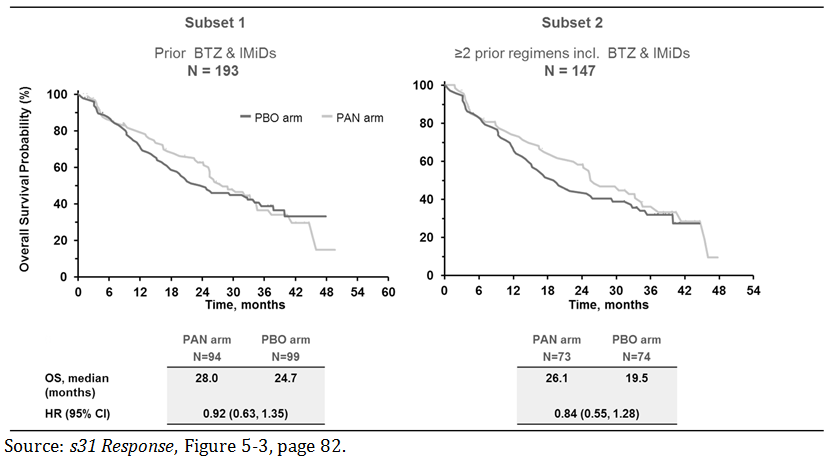 Subset 1
Prior BTZ & IMiDs
N = 193
Overall Survival Probability (%)
100
80
60
40
20
0
PBO arm
PAN arm
0 6 12 18 24 30 36 42 48 54 60
Time, months
Subset 2
≥2 prior regimens incl. BTZ & IMiDs
N = 147
100
80
60
40
20
0
0 6 12 18 24 30 36 42 48 54
Time, months
PAN arm PBO arm
N=94 N=99
OS, median 28.0 24.7
(months)
HR (95% CI) 0.92 (0.63, 1.35)
PAN arm PBO arm
N=73 N=74
26.1 19.5
0.84 (0.55, 1.28)
Source: s31 Response, Figure 5-3, page 82.